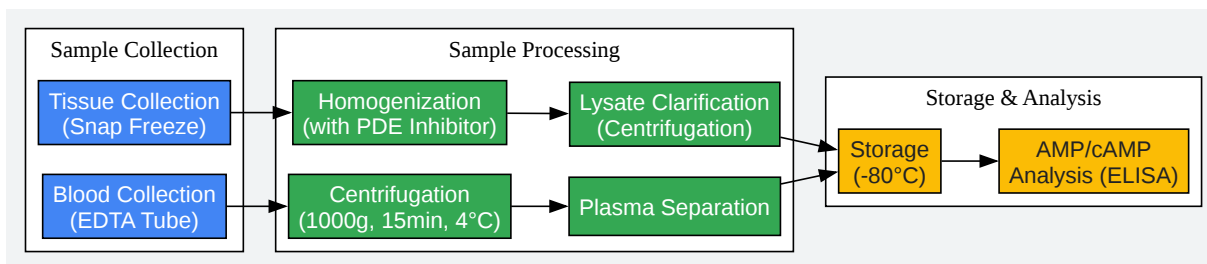 Sample Collection
Tissue Collection
(Snap Freeze)
Blood Collection
(EDTA Tube)
Sample Processing
Homogenization
(with PDE Inhibitor)
Lysate Clarification
(Centrifugation)
Centrifugation
(1000g, 15min, 4°C)
Plasma Separation
Storage & Analysis
Storage
(-80°C)
AMP/cAMP
Analysis (ELISA)